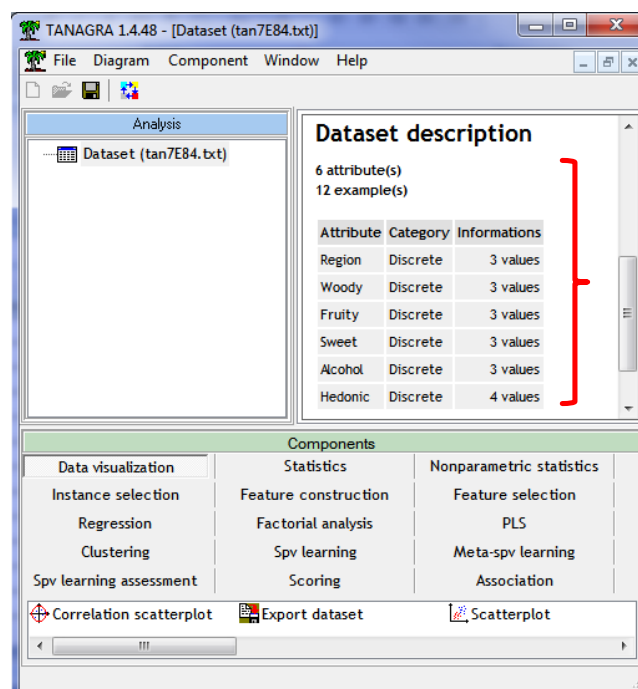 TANAGRA 1.4.48 - [Dataset (tan7E84.txt)]
File Diagram Component Window Help
Analysis
Dataset (tan7E84.txt)
Dataset description
6 attribute(s)
12 example(s)
Attribute Category Informations
Region Discrete 3 values
Woody Discrete 3 values
Fruity Discrete 3 values
Sweet Discrete 3 values
Alcohol Discrete 3 values
Hedonic Discrete 4 values
Components
Data visualization Statistics Nonparametric statistics
Instance selection Feature construction Feature selection
Regression Factorial analysis PLS
Clustering Spv learning Meta-spv learning
Spv learning assessment Scoring Association
Correlation scatterplot Export dataset Scatterplot